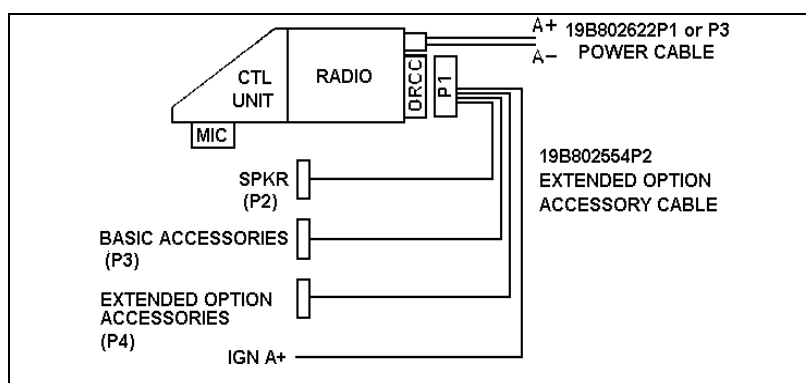 A+ 19B802622P1 or P3
A- POWER CABLE
CTL
UNIT
RADIO
ORCC
P1
MIC
SPKR
(P2)
19B802554P2
EXTENDED OPTION
ACCESSORY CABLE
BASIC ACCESSORIES
(P3)
EXTENDED OPTION
ACCESSORIES
(P4)
IGN A+